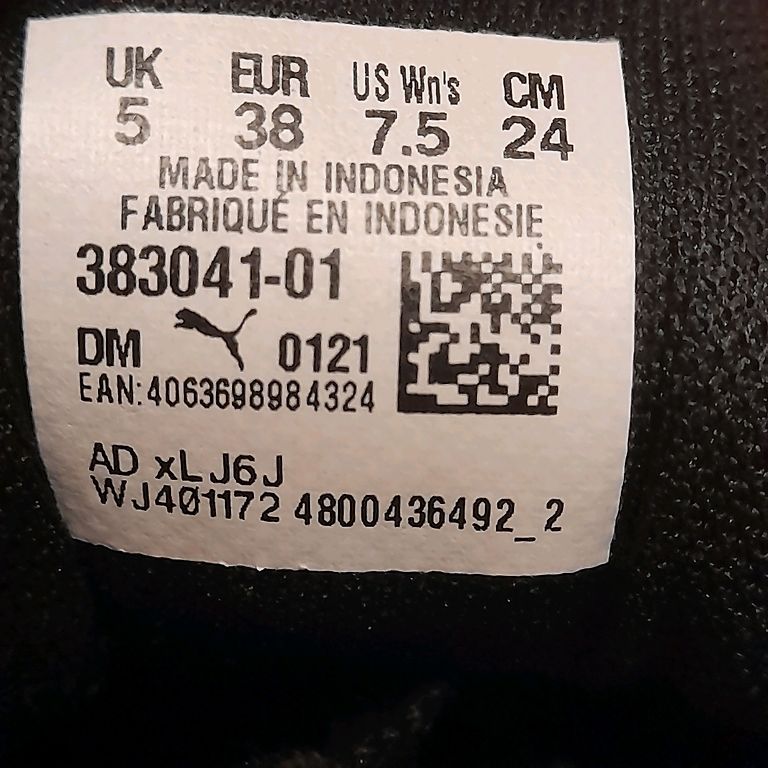 UK EUR US Wn's CM
5 38 7.5 24
MADE IN INDONESIA
FABRIQUÉ EN INDONESIE
383041-01
DM 0121
EAN:4063698984324
AD xLJ6J
WJ401172 4800436492_2